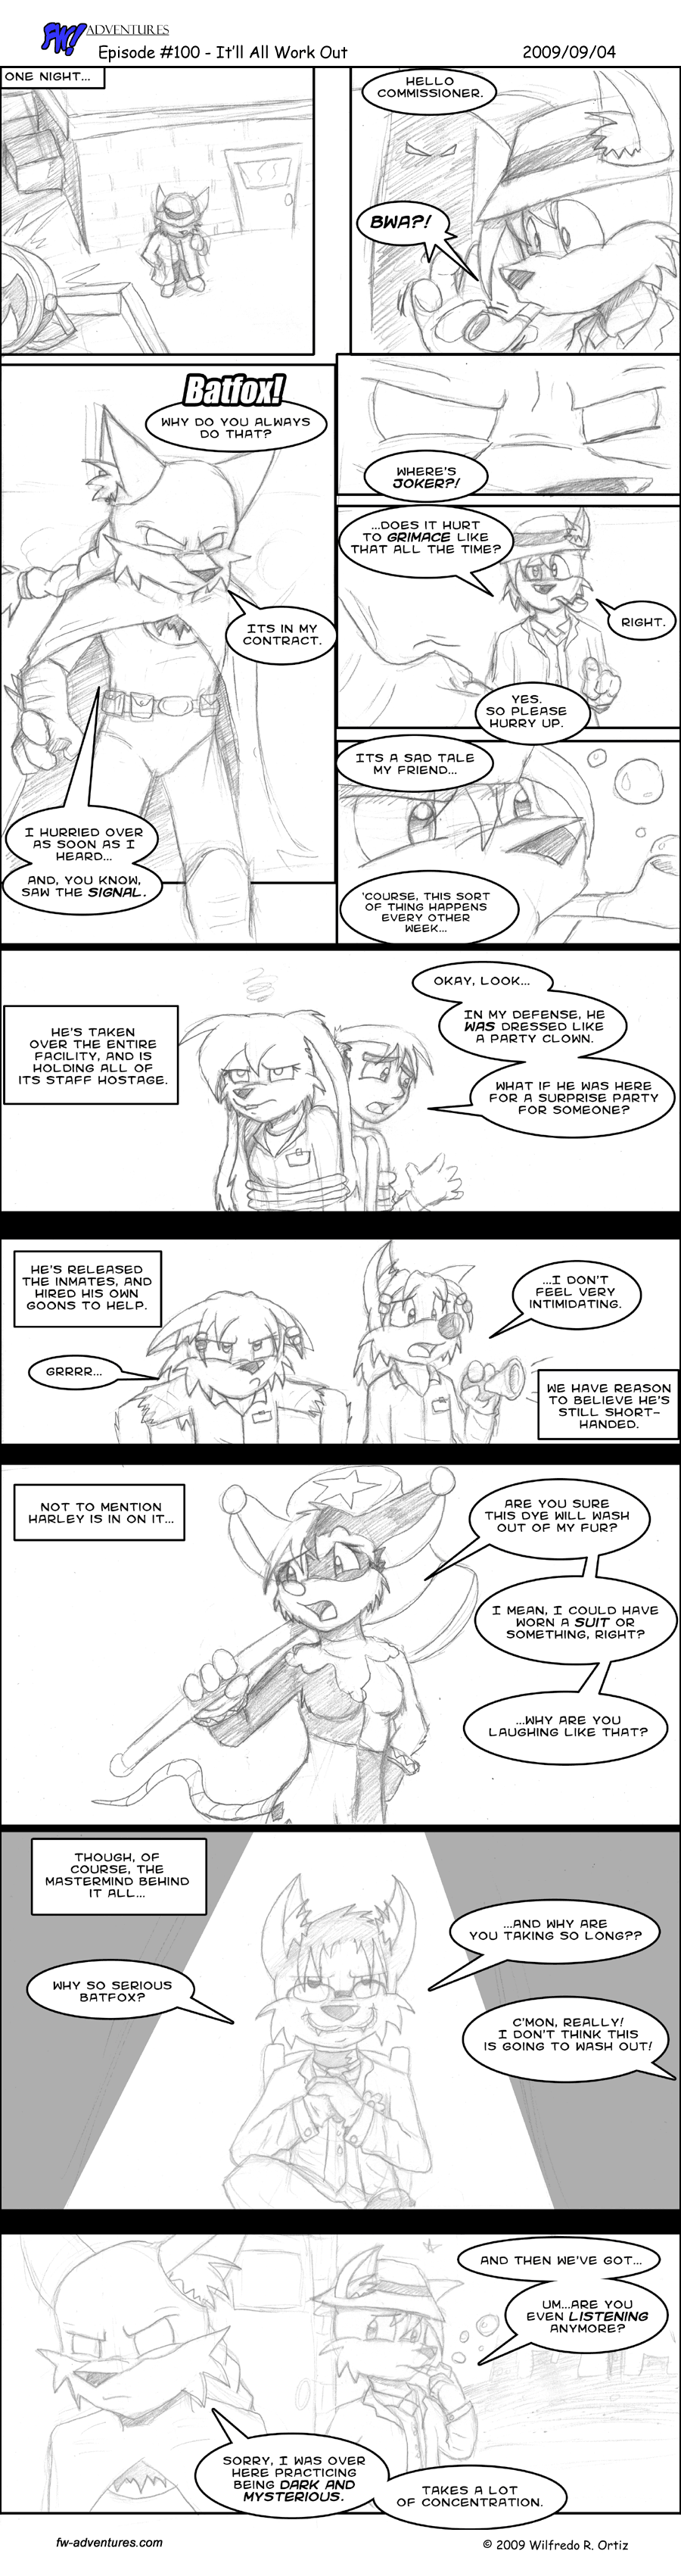 FW! ADVENTURES
Episode #100 - It'll All Work Out
2009/09/04
ONE NIGHT...
HELLO
COMMISSIONER.
BWA?!
Batfox!
WHY DO YOU ALWAYS
DO THAT?
ITS IN MY
CONTRACT.
I HURRIED OVER
AS SOON AS I
HEARD...
AND, YOU KNOW,
SAW THE SIGNAL.
WHERE'S
JOKER?!
...DOES IT HURT
TO GRIMACE LIKE
THAT ALL THE TIME?
YES.
SO PLEASE
HURRY UP.
RIGHT.
ITS A SAD TALE
MY FRIEND...
'COURSE, THIS SORT
OF THING HAPPENS
EVERY OTHER
WEEK...
HE'S TAKEN
OVER THE ENTIRE
FACILITY, AND IS
HOLDING ALL OF
ITS STAFF HOSTAGE.
OKAY, LOOK...
IN MY DEFENSE, HE
WAS DRESSED LIKE
A PARTY CLOWN.
WHAT IF HE WAS HERE
FOR A SURPRISE PARTY
FOR SOMEONE?
HE'S RELEASED
THE INMATES, AND
HIRED HIS OWN
GOONS TO HELP.
GRRRR...
...I DON'T
FEEL VERY
INTIMIDATING.
WE HAVE REASON
TO BELIEVE HE'S
STILL SHORT-
HANDED.
NOT TO MENTION
HARLEY IS IN ON IT...
ARE YOU SURE
THIS DYE WILL WASH
OUT OF MY FUR?
I MEAN, I COULD HAVE
WORN A SUIT OR
SOMETHING, RIGHT?
...WHY ARE YOU
LAUGHING LIKE THAT?
THOUGH, OF
COURSE, THE
MASTERMIND BEHIND
IT ALL...
WHY SO SERIOUS
BATFOX?
...AND WHY ARE
YOU TAKING SO LONG??
C'MON, REALLY!
I DON'T THINK THIS
IS GOING TO WASH OUT!
AND THEN WE'VE GOT...
UM...ARE YOU
EVEN LISTENING
ANYMORE?
SORRY, I WAS OVER
HERE PRACTICING
BEING DARK AND
MYSTERIOUS.
TAKES A LOT
OF CONCENTRATION.
fw-adventures.com
© 2009 Wilfredo R. Ortiz